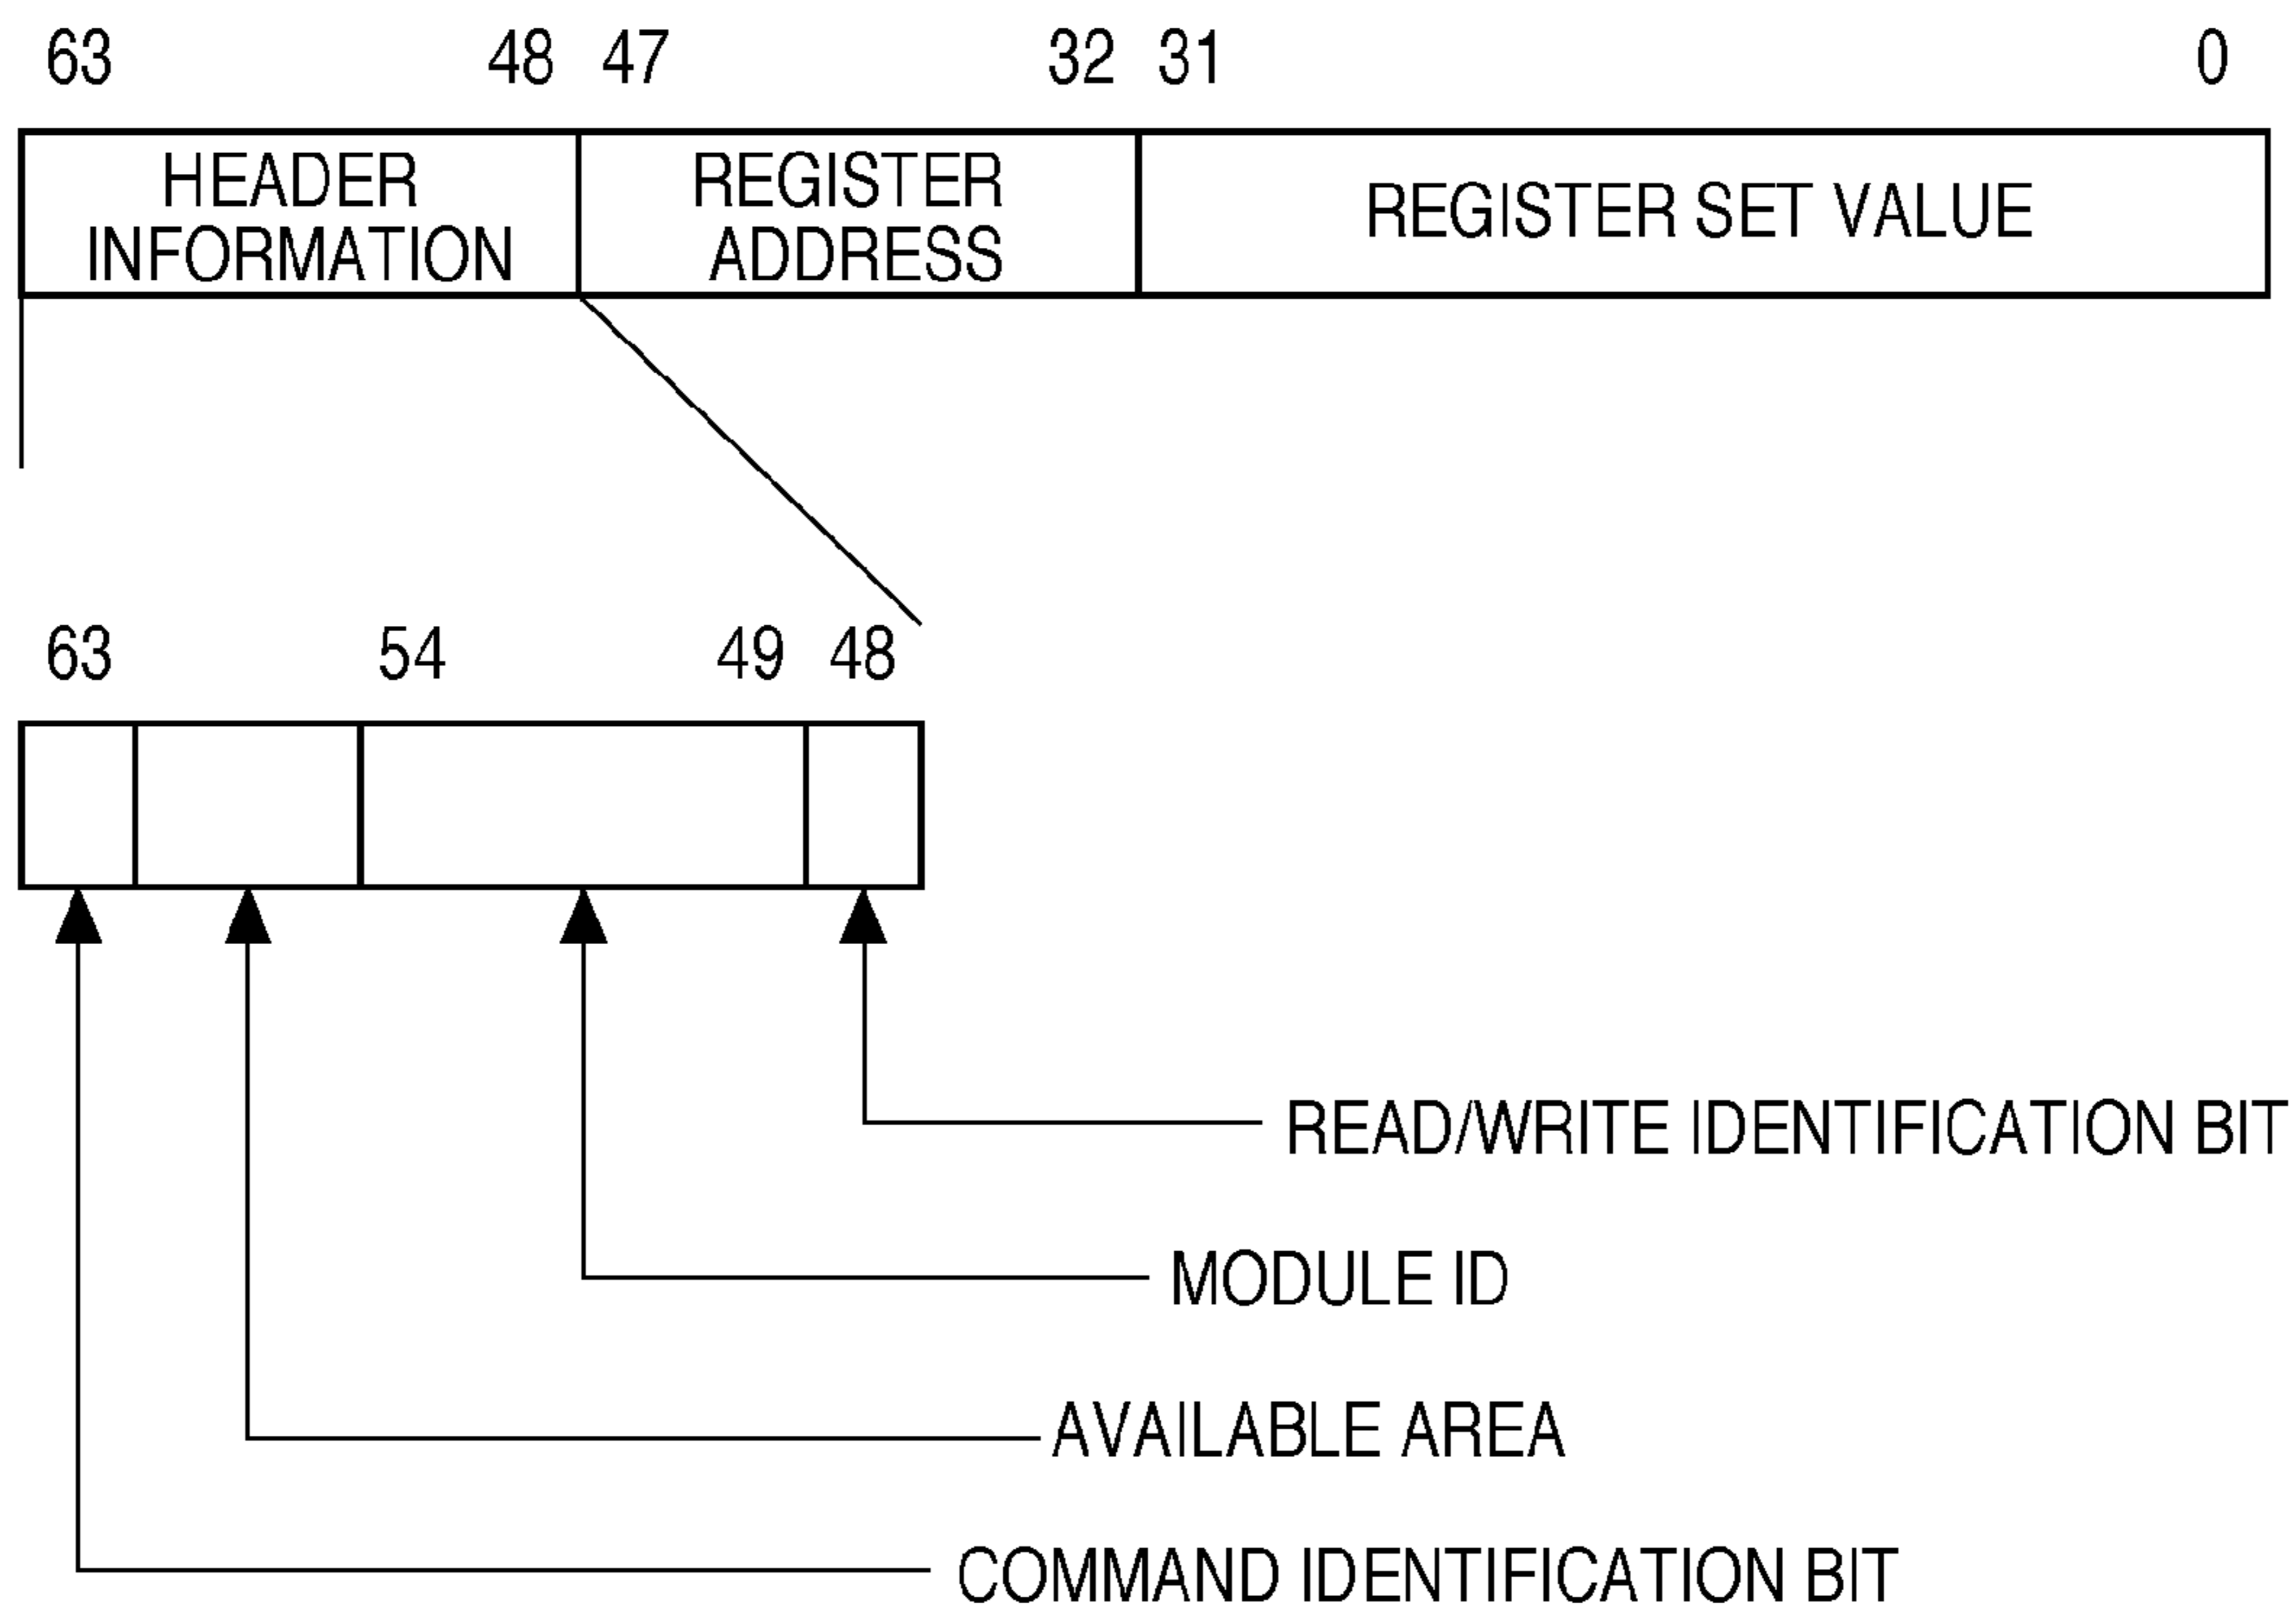 63 48 47 32 31 0
HEADER
INFORMATION
REGISTER
ADDRESS
REGISTER SET VALUE
63 54 49 48
READ/WRITE IDENTIFICATION BIT
MODULE ID
AVAILABLE AREA
COMMAND IDENTIFICATION BIT